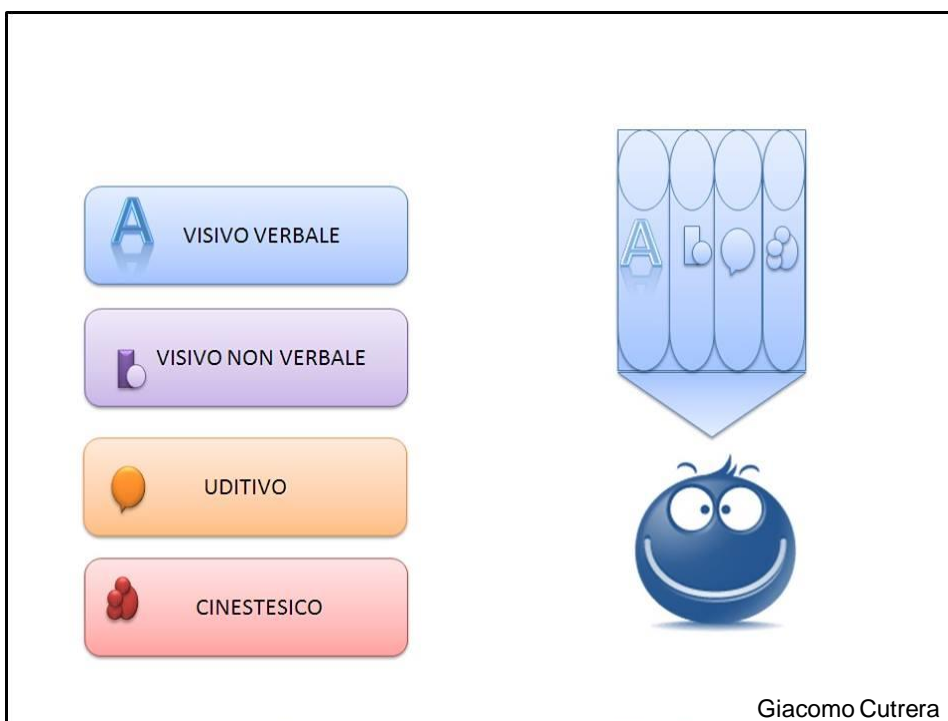 A
VISIVO VERBALE
VISIVO NON VERBALE
UDITIVO
CINESTESICO
A
Giacomo Cutrera